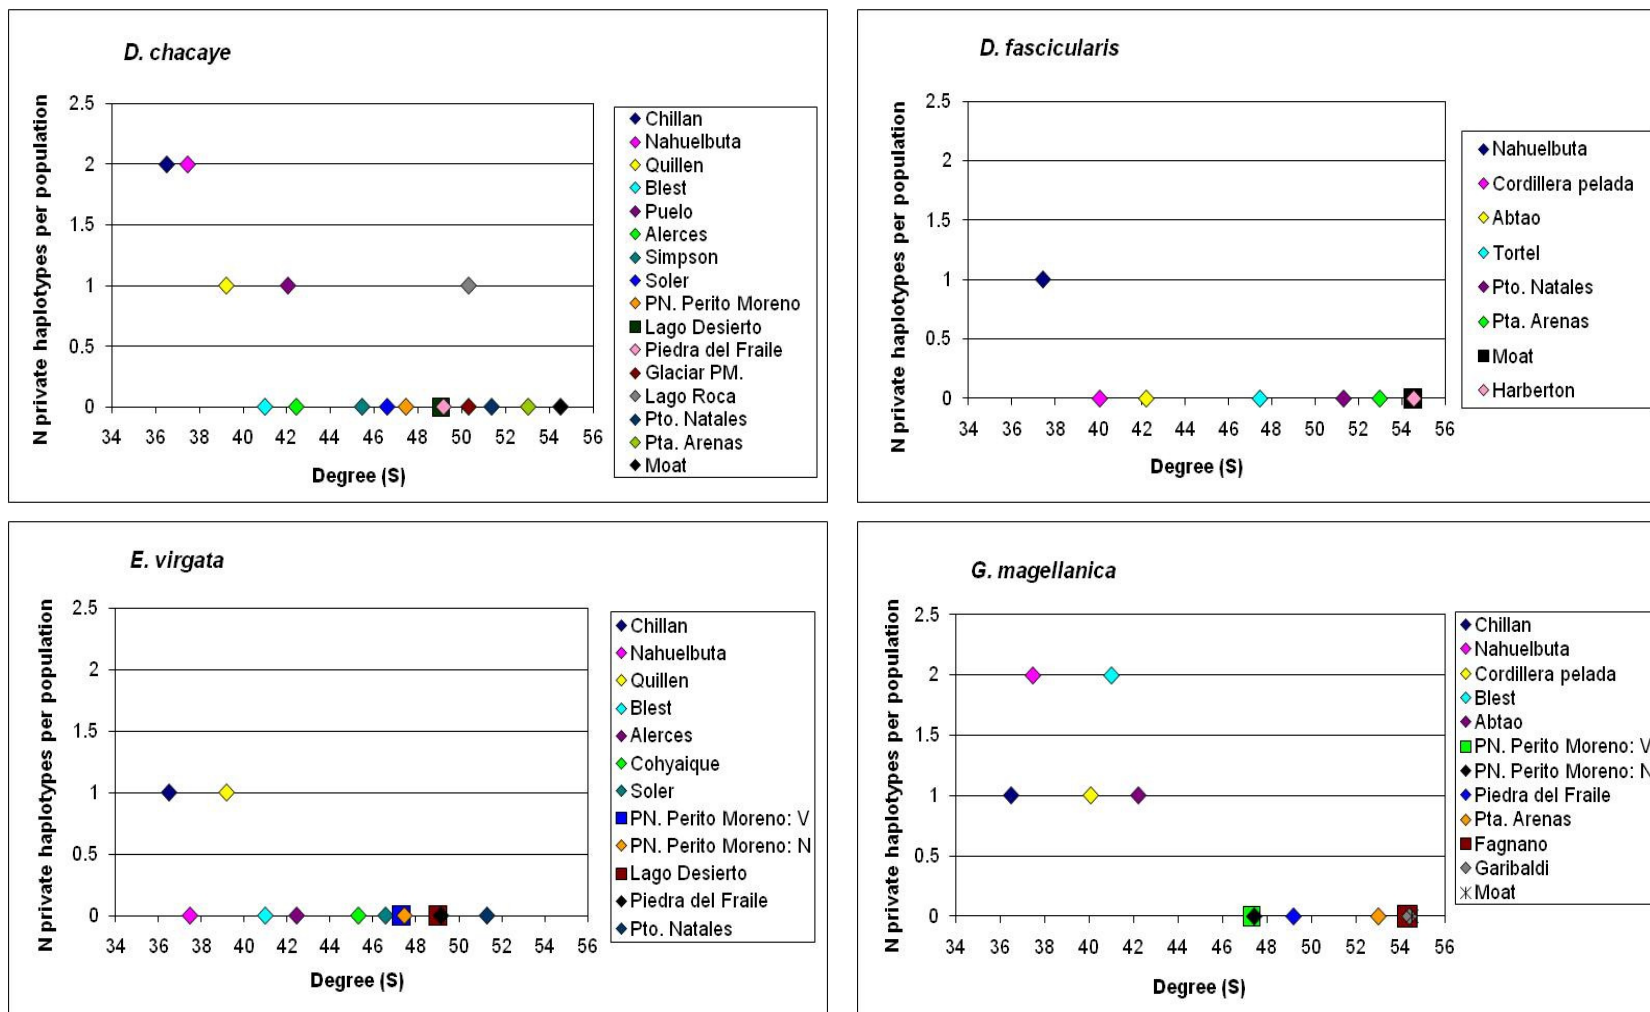 D. chacaye
N private haplotypes per population
2.5
2
1.5
1
0.5
0
34 36 38 40 42 44 46 48 50 52 54 56
Degree (S)
Chillan
Nahuelbuta
Quillen
Blest
Puelo
Alerces
Simpson
Soler
PN. Perito Moreno
Lago Desierto
Piedra del Fraile
Glaciar PM.
Lago Roca
Pto. Natales
Pta. Arenas
Moat
D. fascicularis
N private haplotypes per population
2.5
2
1.5
1
0.5
0
34 36 38 40 42 44 46 48 50 52 54 56
Degree (S)
Nahuelbuta
Cordillera pelada
Abtao
Tortel
Pto. Natales
Pta. Arenas
Moat
Harberton
E. virgata
N private haplotypes per population
2.5
2
1.5
1
0.5
0
34 36 38 40 42 44 46 48 50 52 54 56
Degree (S)
Chillan
Nahuelbuta
Quillen
Blest
Alerces
Cohyaique
Soler
PN. Perito Moreno: V
PN. Perito Moreno: N
Lago Desierto
Piedra del Fraile
Pto. Natales
G. magellanica
N private haplotypes per population
2.5
2
1.5
1
0.5
0
34 36 38 40 42 44 46 48 50 52 54 56
Degree (S)
Chillan
Nahuelbuta
Cordillera pelada
Blest
Abtao
PN. Perito Moreno: V
PN. Perito Moreno: N
Piedra del Fraile
Pta. Arenas
Fagnano
Garibaldi
Moat